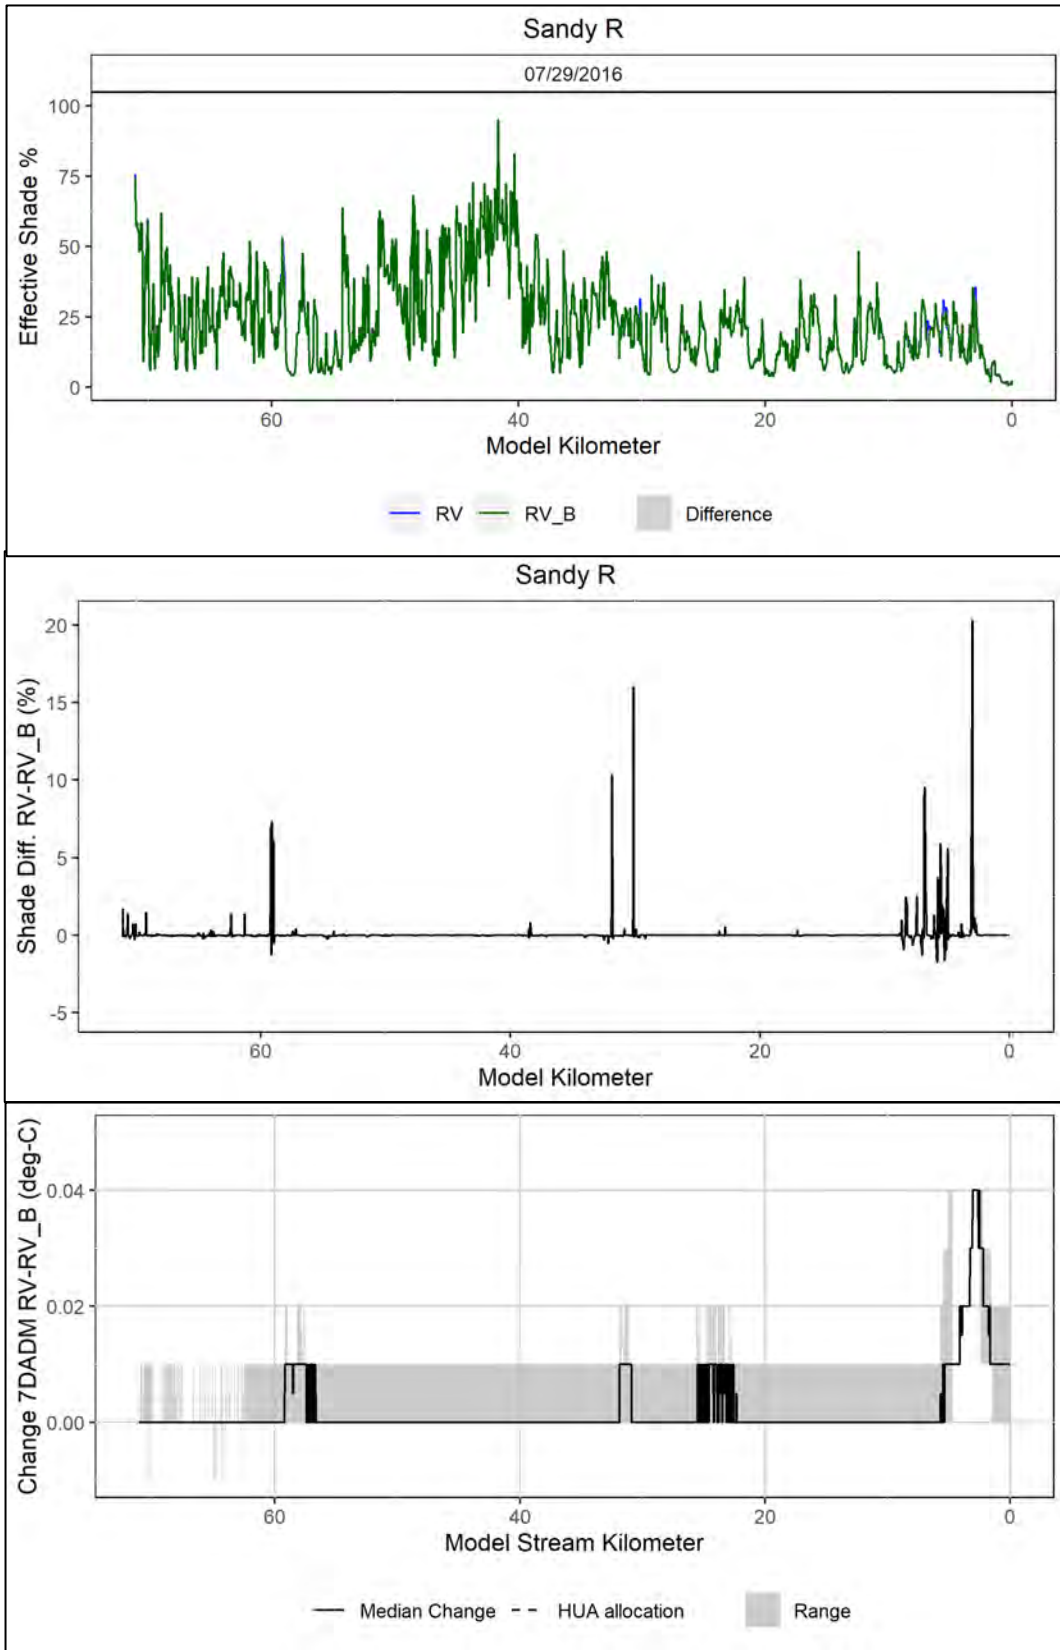 Sandy R
07/29/2016
100
75
50
25
0
Effective Shade %
60 40 20 0
Model Kilometer
RV RV_B Difference
Sandy R
20
15
10
5
0
-5
Shade Diff. RV-RV_B (%)
60 40 20 0
Model Kilometer
0.04
0.02
0.00
Change 7DADM RV-RV_B (deg-C)
60 40 20 0
Model Stream Kilometer
Median Change HUA allocation Range